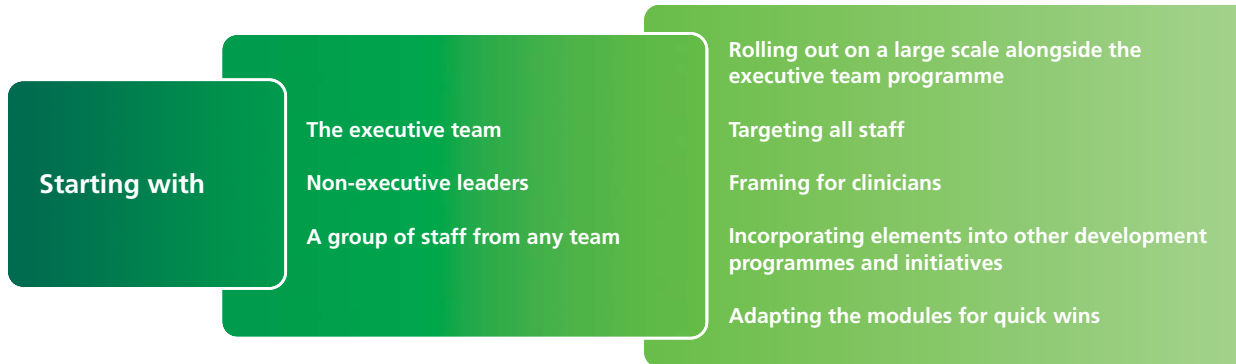 Starting with
The executive team
Non-executive leaders
A group of staff from any team
Rolling out on a large scale alongside the
executive team programme
Targeting all staff
Framing for clinicians
Incorporating elements into other development
programmes and initiatives
Adapting the modules for quick wins